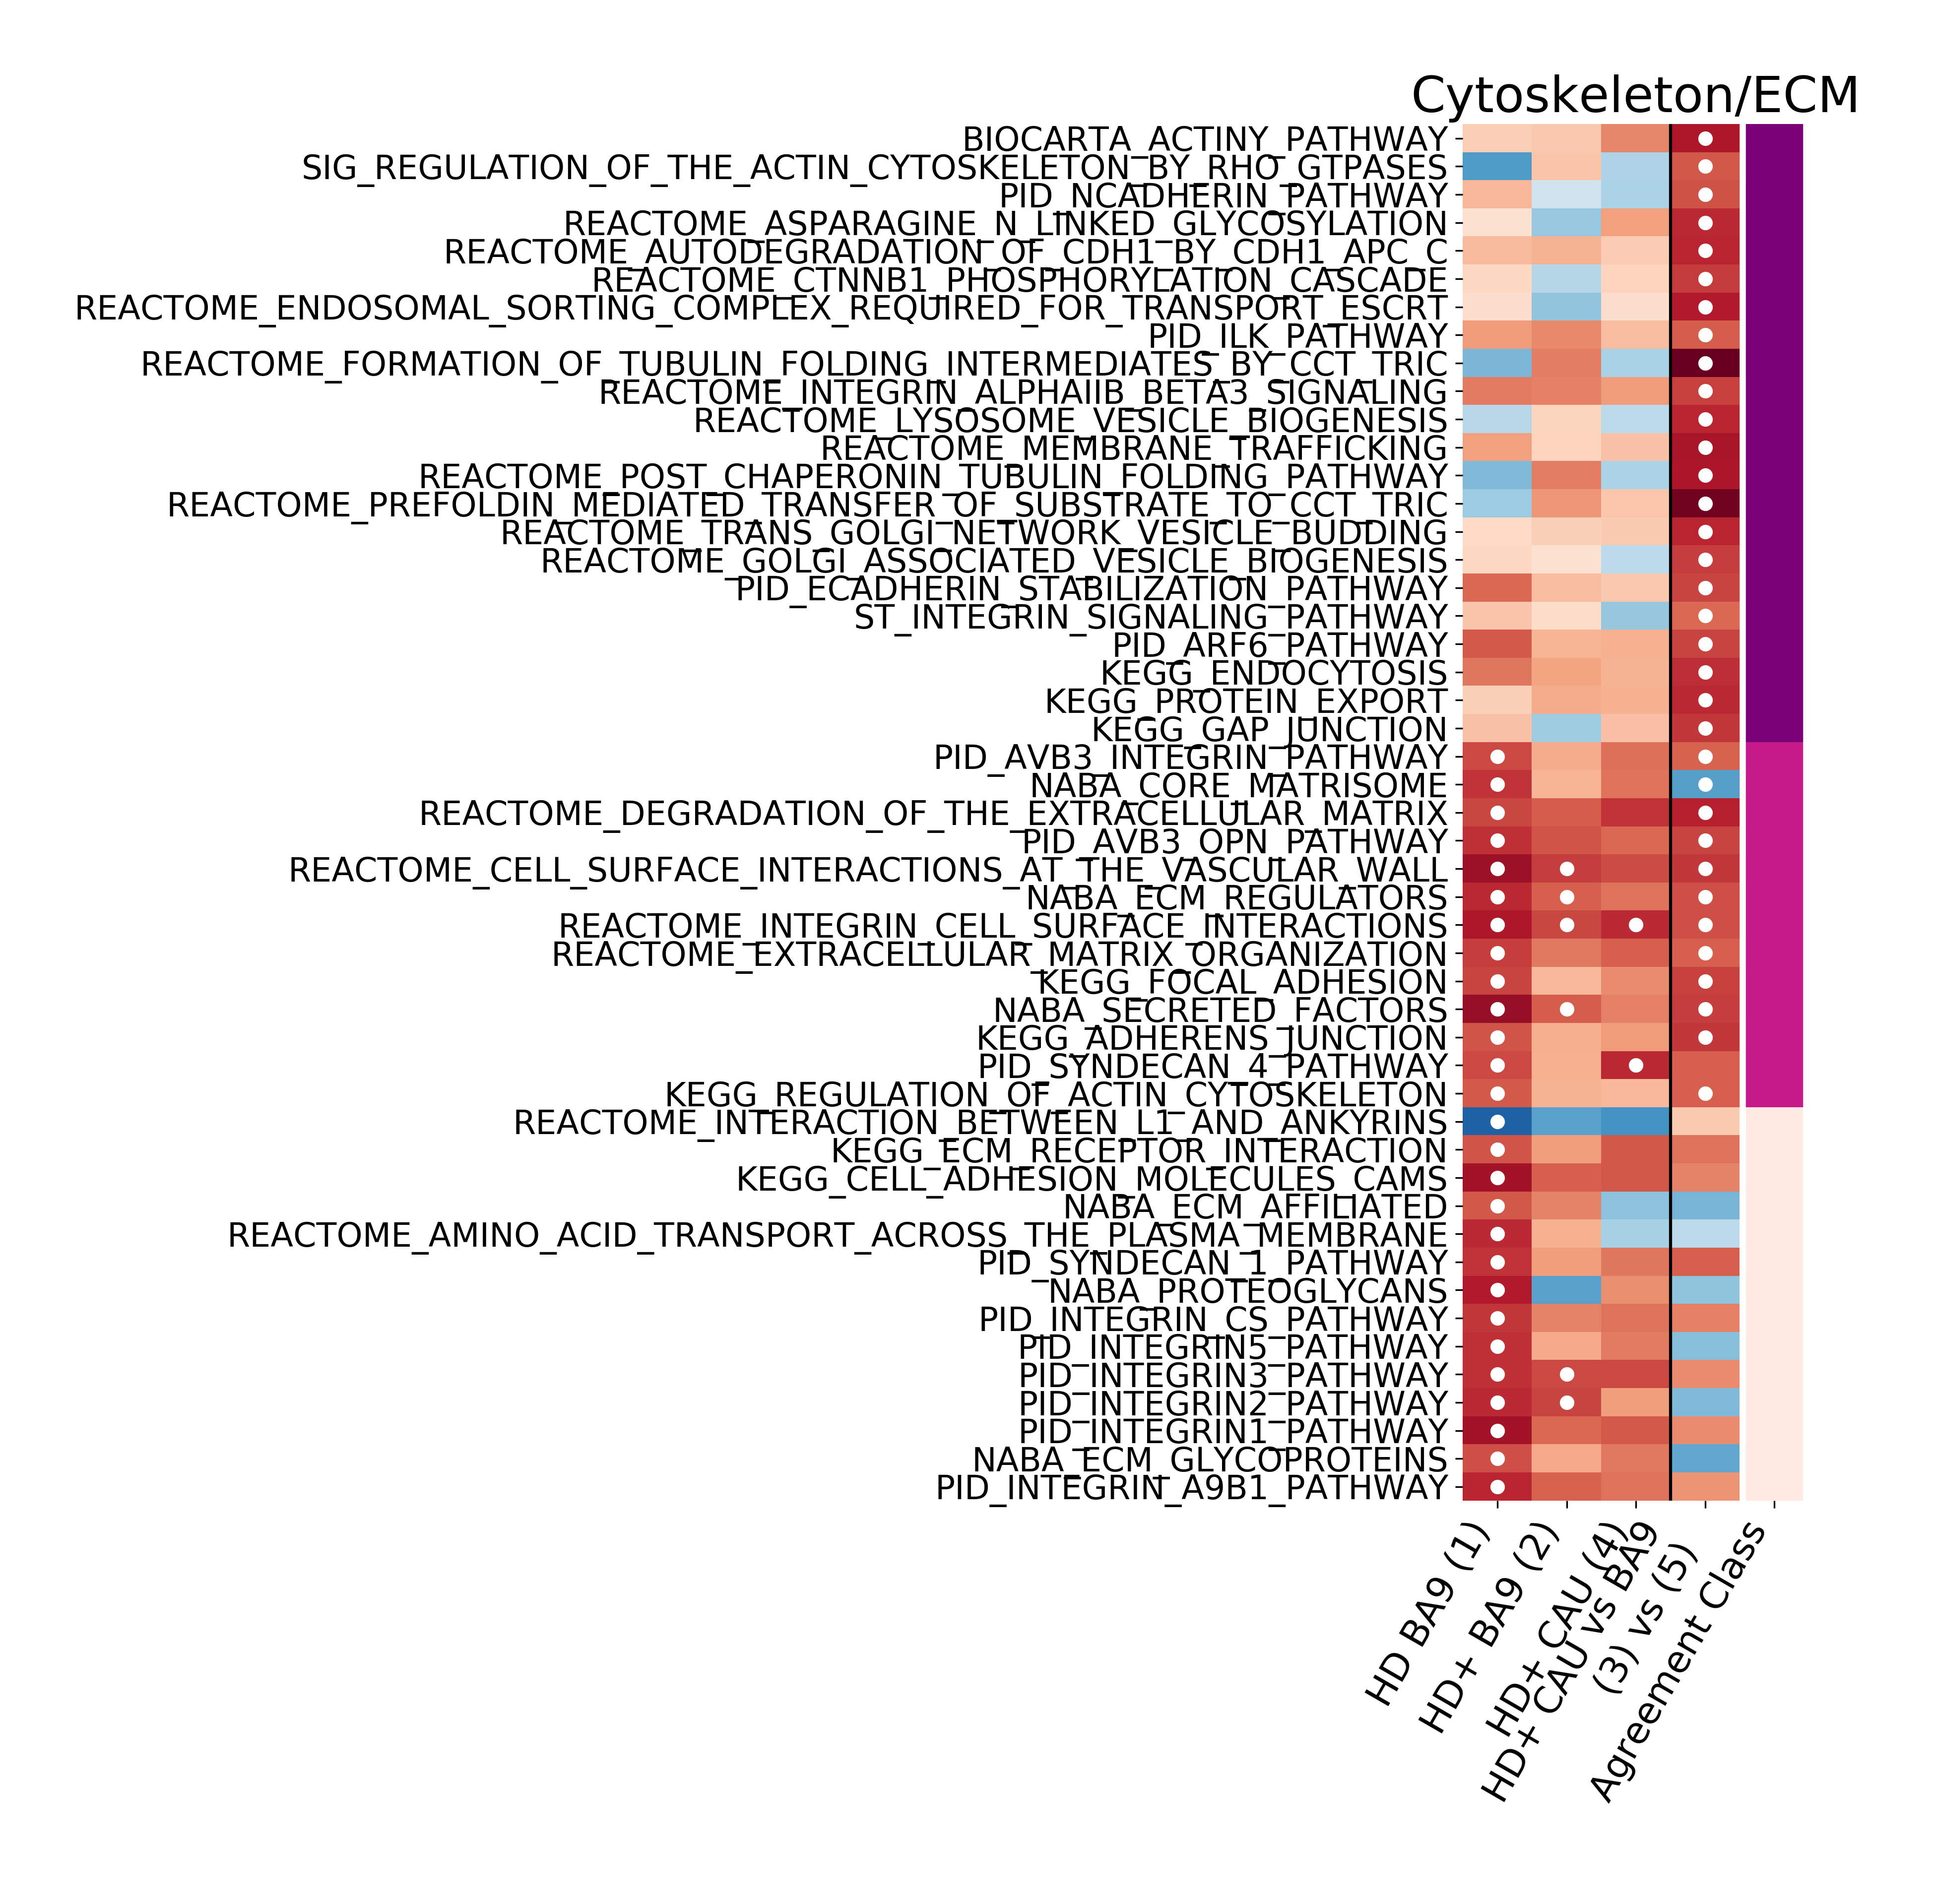 Cytoskeleton/ECM
BIOCARTA_ACTINY_PATHWAY
SIG_REGULATION_OF_THE_ACTIN_CYTOSKELETON_BY_RHO_GTPASES
PID_NCADHERIN_PATHWAY
REACTOME_ASPARAGINE_N_LINKED_GLYCOSYLATION
REACTOME_AUTODEGRADATION_OF_CDH1_BY_CDH1_APC_C
REACTOME_CTNNB1_PHOSPHORYLATION_CASCADE
REACTOME_ENDOSOMAL_SORTING_COMPLEX_REQUIRED_FOR_TRANSPORT_ESCRT
PID_ILK_PATHWAY
REACTOME_FORMATION_OF_TUBULIN_FOLDING_INTERMEDIATES_BY_CCT_TRIC
REACTOME_INTEGRIN_ALPHAIIB_BETA3_SIGNALING
REACTOME_LYSOSOME_VESICLE_BIOGENESIS
REACTOME_MEMBRANE_TRAFFICKING
REACTOME_POST_CHAPERONIN_TUBULIN_FOLDING_PATHWAY
REACTOME_PREFOLDIN_MEDIATED_TRANSFER_OF_SUBSTRATE_TO_CCT_TRIC
REACTOME_TRANS_GOLGI_NETWORK_VESICLE_BUDDING
REACTOME_GOLGI_ASSOCIATED_VESICLE_BIOGENESIS
PID_ECADHERIN_STABILIZATION_PATHWAY
ST_INTEGRIN_SIGNALING_PATHWAY
PID_ARF6_PATHWAY
KEGG_ENDOCYTOSIS
KEGG_PROTEIN_EXPORT
KEGG_GAP_JUNCTION
PID_AVB3_INTEGRIN_PATHWAY
NABA_CORE_MATRISOME
REACTOME_DEGRADATION_OF_THE_EXTRACELLULAR_MATRIX
PID_AVB3_OPN_PATHWAY
REACTOME_CELL_SURFACE_INTERACTIONS_AT_THE_VASCULAR_WALL
NABA_ECM_REGULATORS
REACTOME_INTEGRIN_CELL_SURFACE_INTERACTIONS
REACTOME_EXTRACELLULAR_MATRIX_ORGANIZATION
KEGG_FOCAL_ADHESION
NABA_SECRETED_FACTORS
KEGG_ADHERENS_JUNCTION
PID_SYNDECAN_4_PATHWAY
KEGG_REGULATION_OF_ACTIN_CYTOSKELETON
REACTOME_INTERACTION_BETWEEN_L1_AND_ANKYRINS
KEGG_ECM_RECEPTOR_INTERACTION
KEGG_CELL_ADHESION_MOLECULES_CAMS
NABA_ECM_AFFILIATED
REACTOME_AMINO_ACID_TRANSPORT_ACROSS_THE_PLASMA_MEMBRANE
PID_SYNDECAN_1_PATHWAY
NABA_PROTEOGLYCANS
PID_INTEGRIN_CS_PATHWAY
PID_INTEGRIN5_PATHWAY
PID_INTEGRIN3_PATHWAY
PID_INTEGRIN2_PATHWAY
PID_INTEGRIN1_PATHWAY
NABA_ECM_GLYCOPROTEINS
PID_INTEGRIN_A9B1_PATHWAY
HD BA9 (1)
HD+ BA9 (2)
HD+ CAU (4)
HD+ CAU vs BA9
(3) vs (5)
Agreement Class